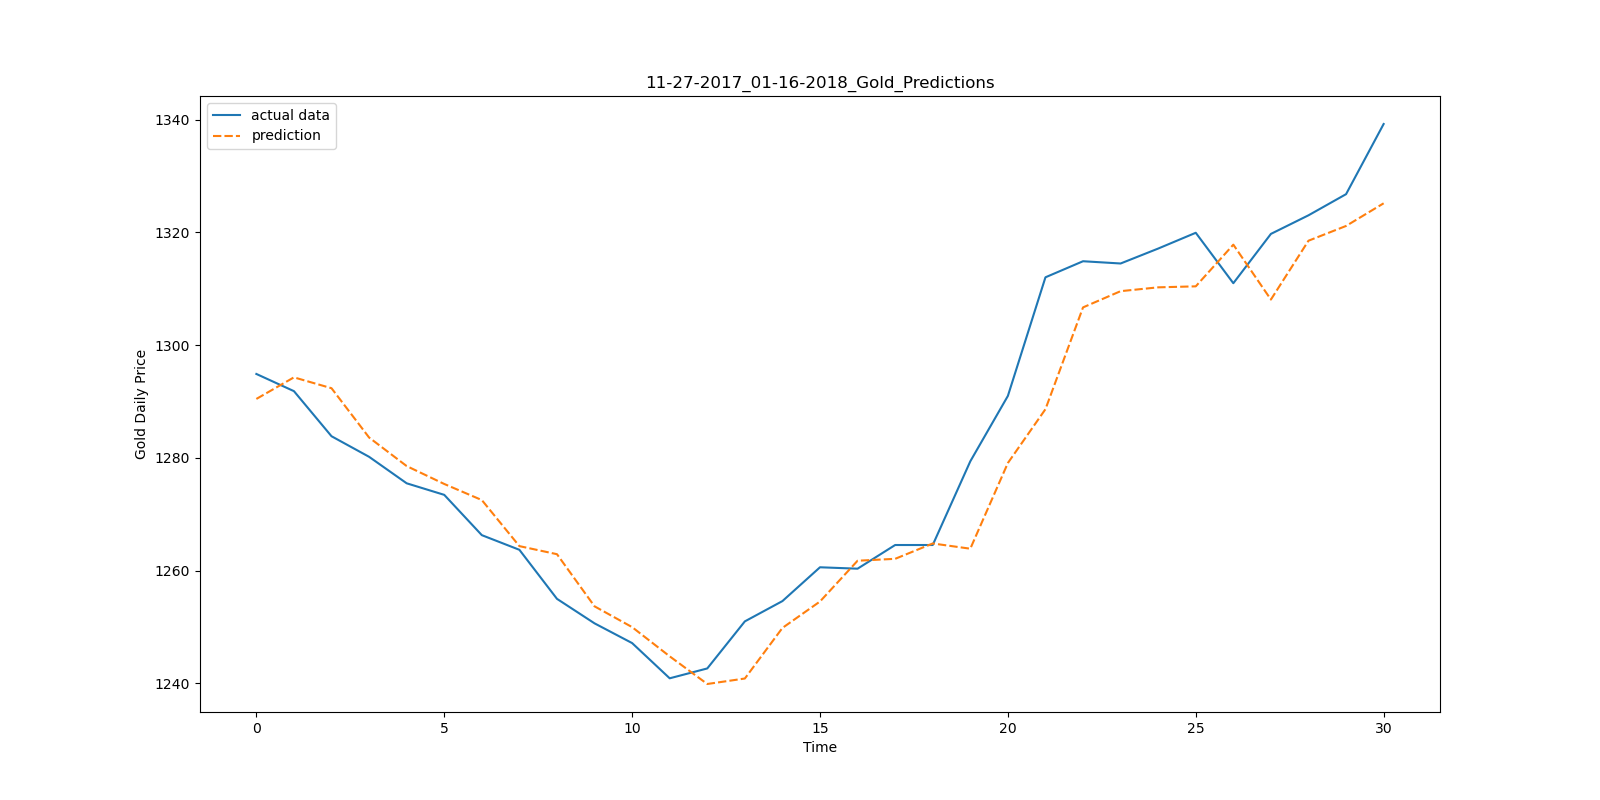 11-27-2017_01-16-2018_Gold_Predictions
actual data
prediction
1340
1320
1300
1280
1260
1240
Gold Daily Price
0 5 10 15 20 25 30
Time